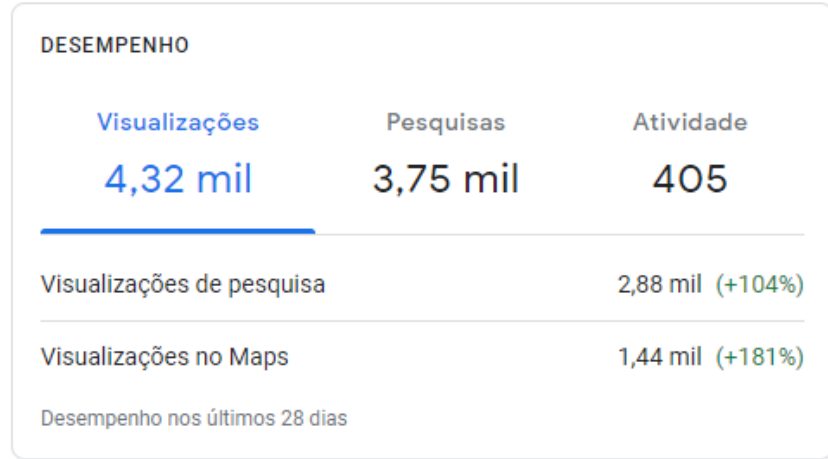 DESEMPENHO
Visualizações Pesquisas Atividade
4,32 mil 3,75 mil 405
Visualizações de pesquisa 2,88 mil (+104%)
Visualizações no Maps 1,44 mil (+181%)
Desempenho nos últimos 28 dias